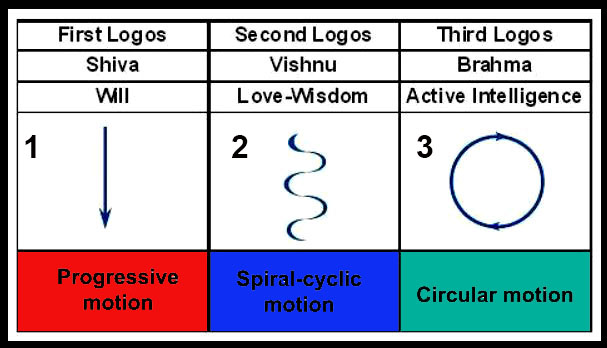 First Logos Second Logos Third Logos
Shiva Vishnu Brahma
Will Love-Wisdom Active Intelligence
1 2 3
Progressive motion Spiral-cyclic motion Circular motion